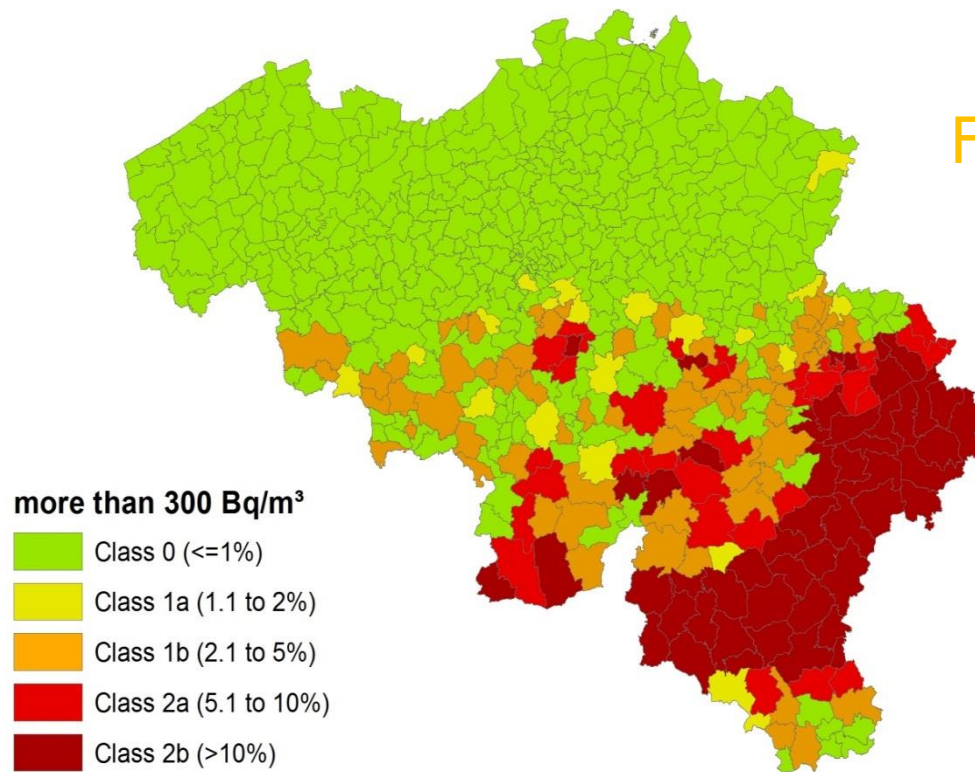 F
more than 300 Bq/m³
Class 0 (<=1%)
Class 1a (1.1 to 2%)
Class 1b (2.1 to 5%)
Class 2a (5.1 to 10%)
Class 2b (>10%)